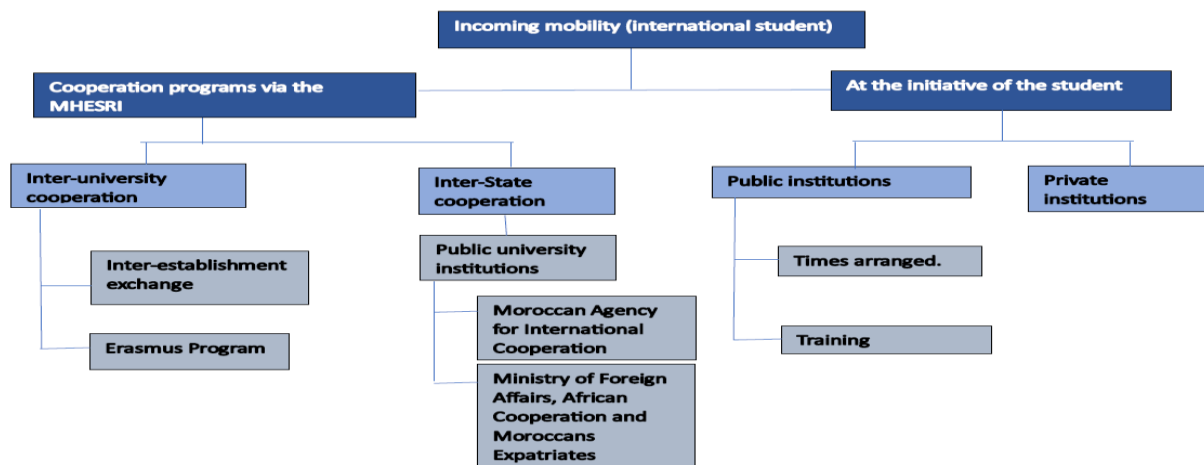 Incoming mobility (international student)
Cooperation programs via the
MHESRI
At the initiative of the student
Inter-university
cooperation
Inter-State
cooperation
Public institutions
Private
institutions
Inter-establishment
exchange
Erasmus Program
Public university
institutions
Moroccan Agency
for International
Cooperation
Ministry of Foreign
Affairs, African
Cooperation and
Moroccans
Expatriates
Times arranged.
Training